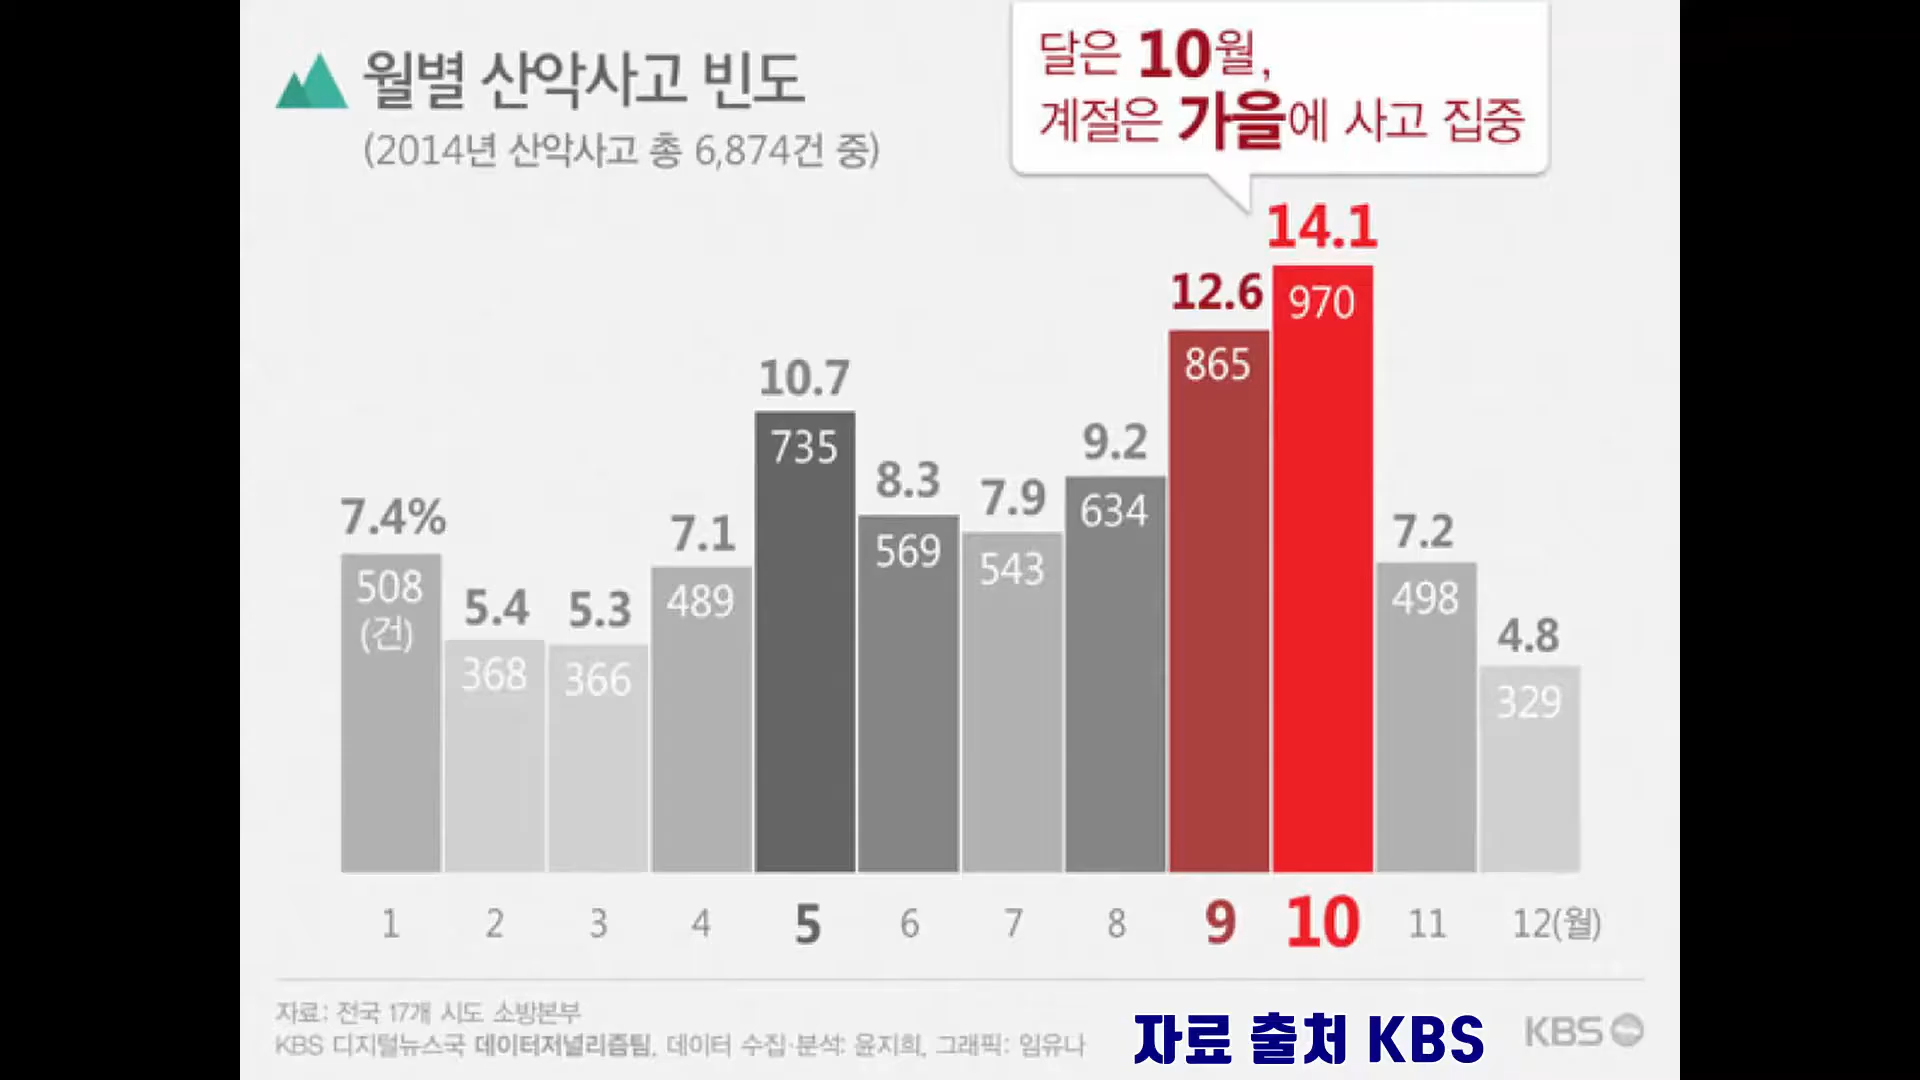 월별 산악사고 빈도
(2014년 산악사고 총 6,874건 중)
달은 10월,
계절은 가을에 사고 집중
7.4% 5.4 5.3 7.1 10.7 8.3 7.9 9.2 12.6 14.1 7.2 4.8
508 368 366 489 735 569 543 634 865 970 498 329
(건)
1 2 3 4 5 6 7 8 9 10 11 12(월)
자료: 전국 17개 시도 소방본부
KBS 디지털뉴스국 데이터저널리즘팀, 데이터 수집·분석: 윤지희, 그래픽: 임유나
자료 출처 KBS
KBS